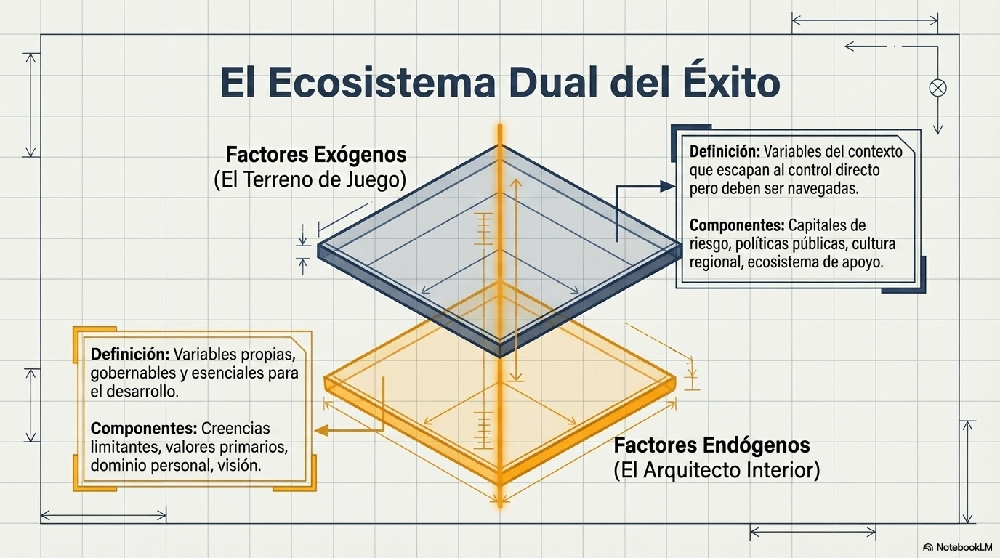 El Ecosistema Dual del Éxito
Factores Exógenos
(El Terreno de Juego)
Definición: Variables del contexto
que escapan al control directo
pero deben ser navegadas.
Componentes: Capitales de
riesgo, políticas públicas, cultura
regional, ecosistema de apoyo.
Definición: Variables propias,
gobernables y esenciales para
el desarrollo.
Componentes: Creencias
limitantes, valores primarios,
dominio personal, visión.
Factores Endógenos
(El Arquitecto Interior)
NotebookLM